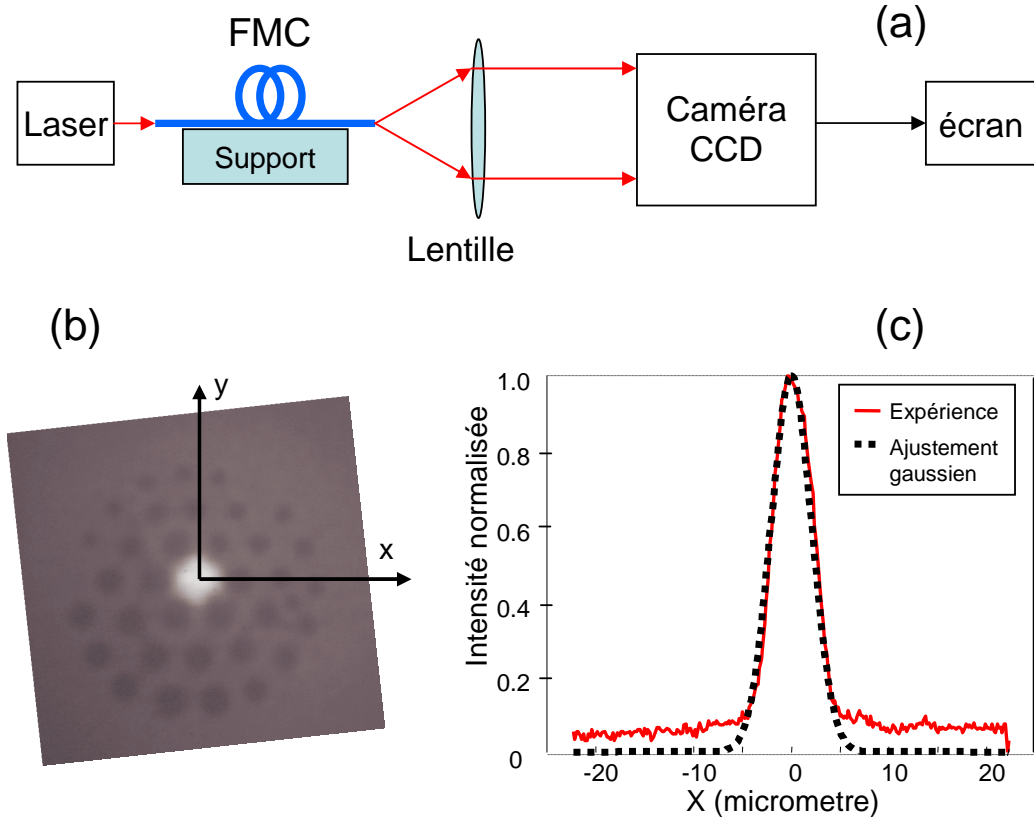 (a)
FMC
Laser
Support
Lentille
Caméra
CCD
écran
(b)
y
x
(c)
Intensité normalisée
1.0
0.8
0.6
0.4
0.2
0
Expérience
Ajustement
gaussien
-20
-10
0
10
20
X (micrometre)